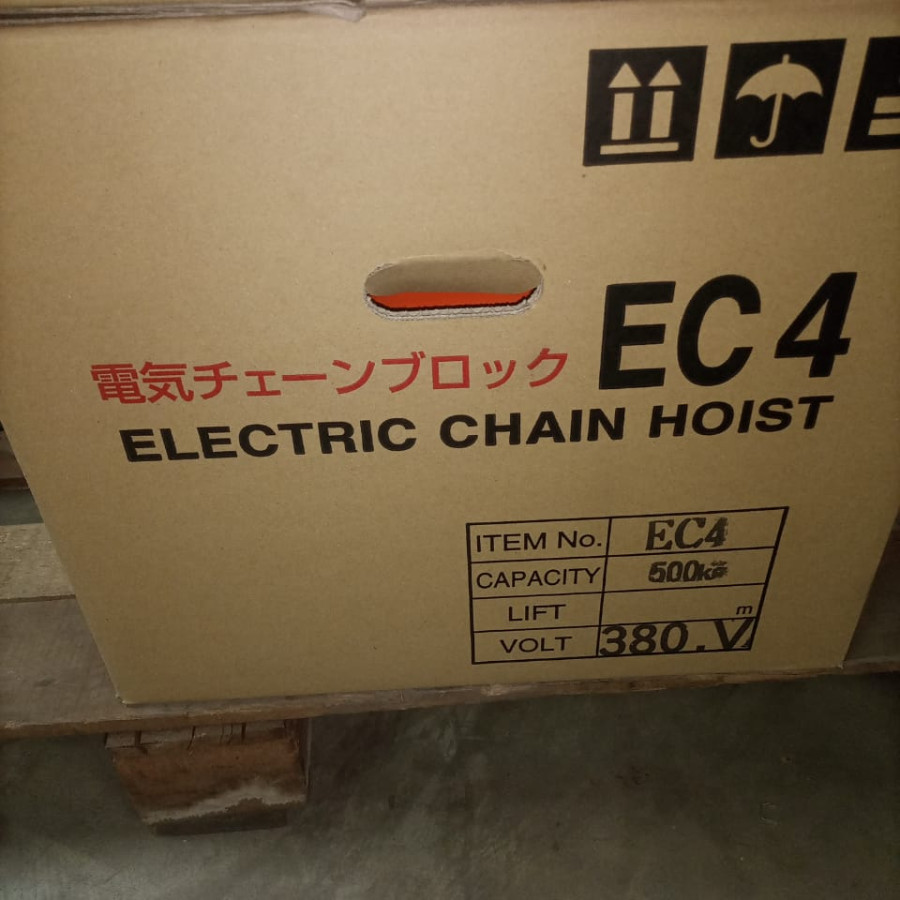 電気チェーンブロック EC4
ELECTRIC CHAIN HOIST
ITEM No. EC4
CAPACITY 500kg
LIFT m
VOLT 380.V